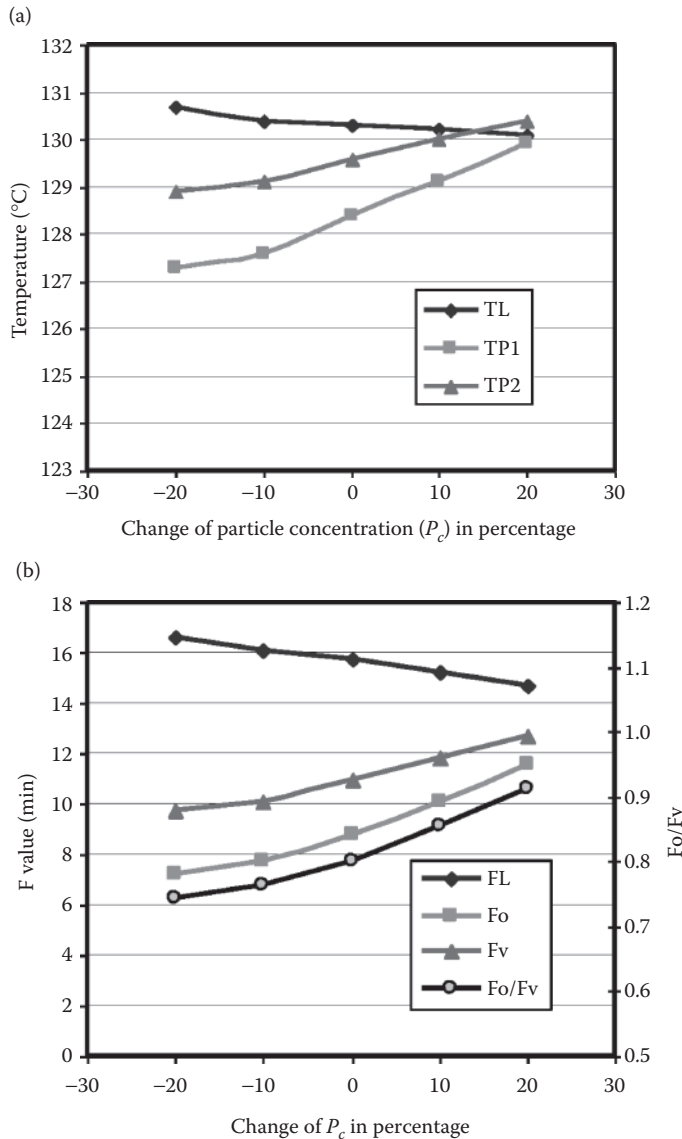 (a)
132
131
130
129
128
127
126
125
124
123
Temperature (°C)
TL
TP1
TP2
−30 −20 −10 0 10 20 30
Change of particle concentration (Pc) in percentage
(b)
18
16
14
12
10
8
6
4
2
0
F value (min)
1.2
1.1
1.0
0.9
0.8
0.7
0.6
0.5
Fo/Fv
FL
Fo
Fv
Fo/Fv
−30 −20 −10 0 10 20 30
Change of Pc in percentage